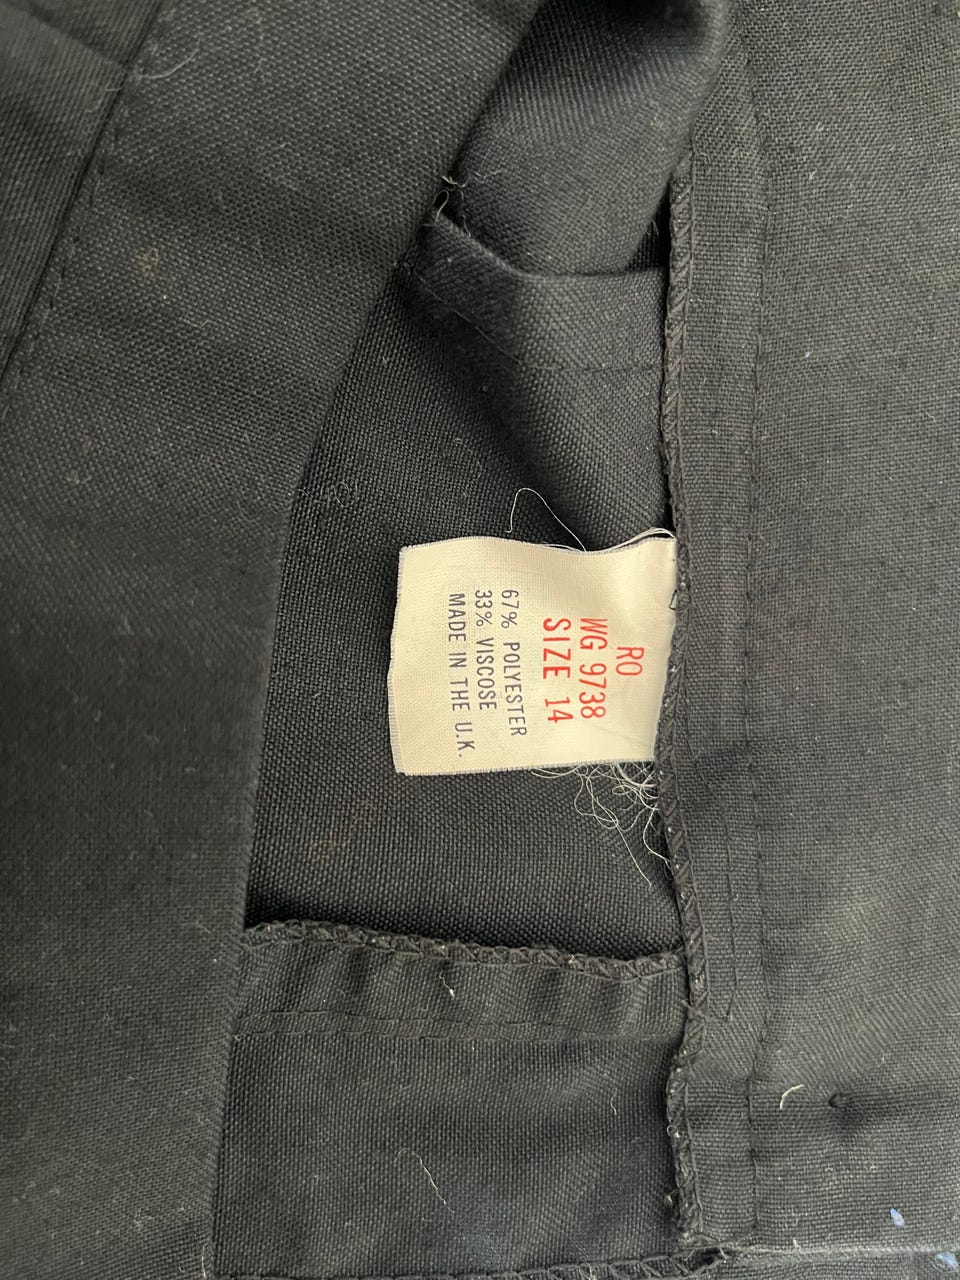 RO
WG 9738
SIZE 14
67% POLYESTER
33% VISCOSE
MADE IN THE U.K.